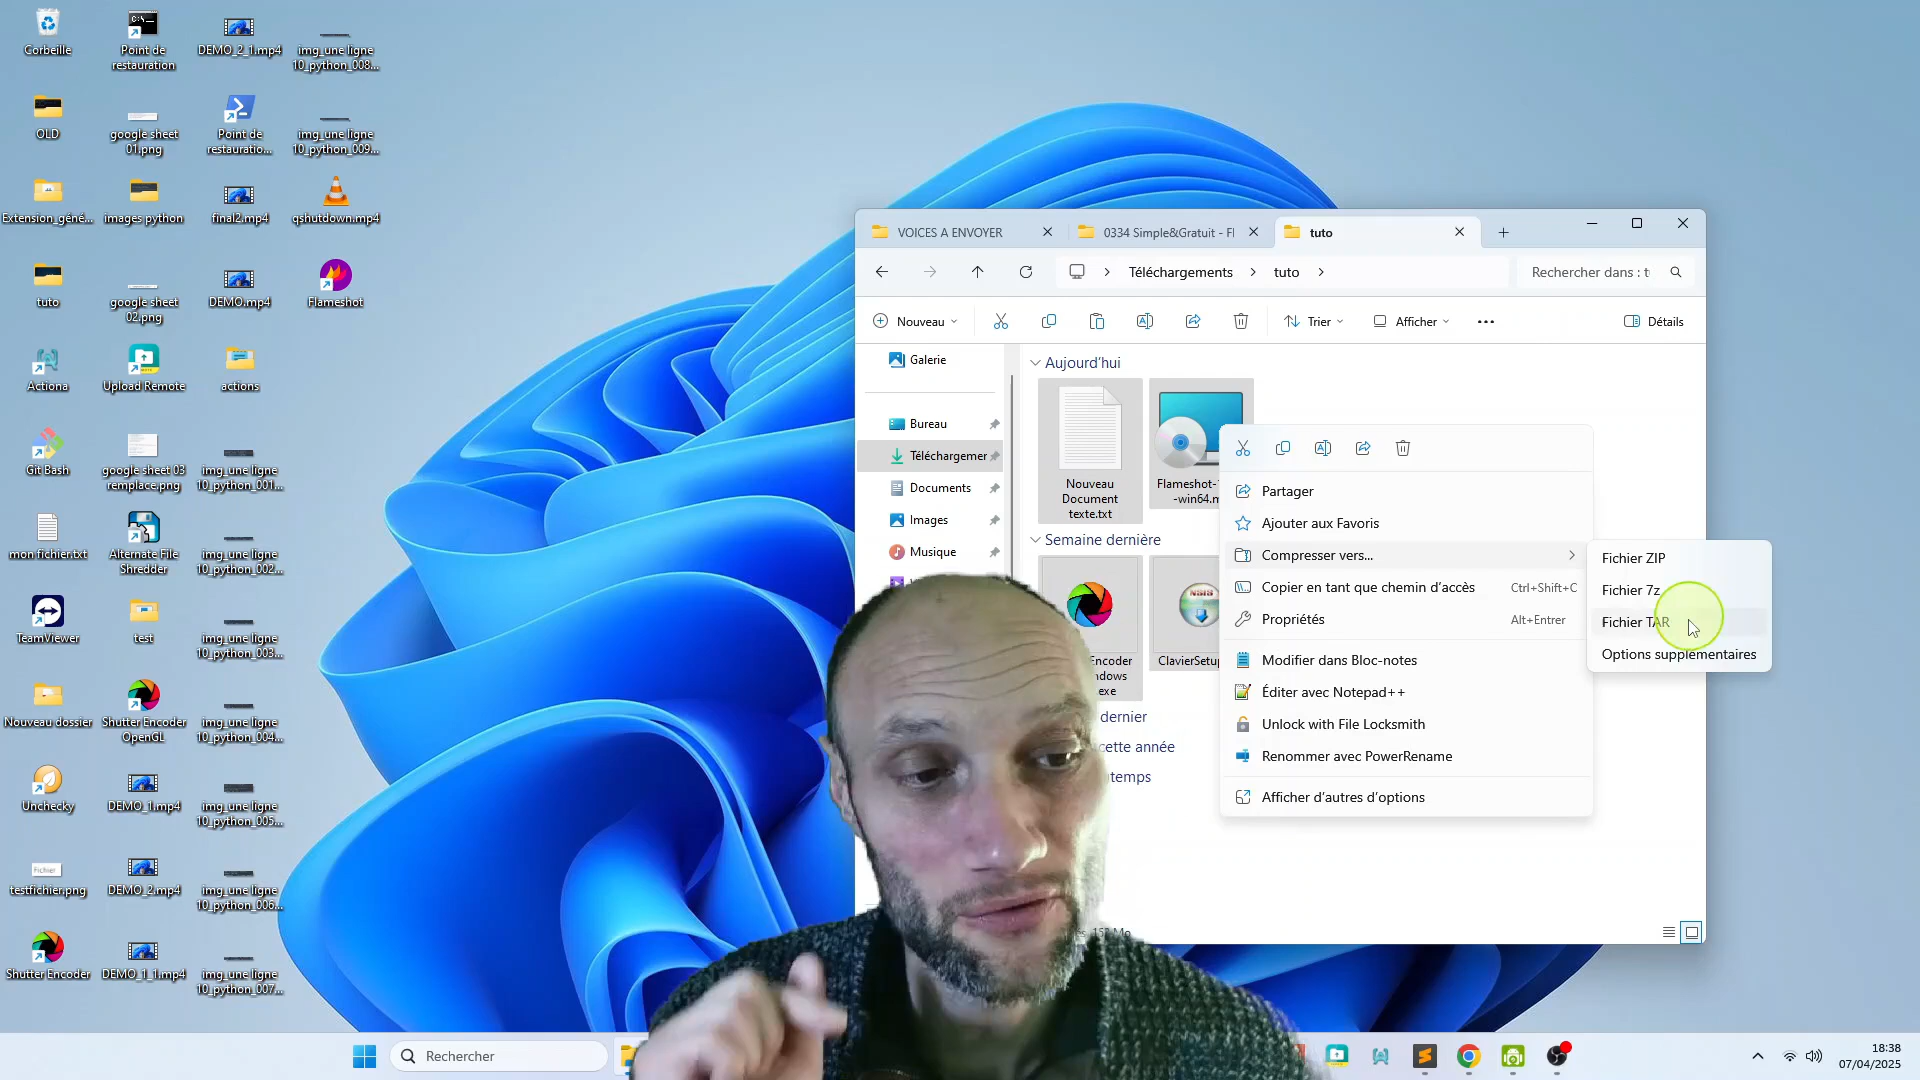 Corbeille
Point de
restauration
DEMO_2_1.mp4
img_une ligne
10_python_008...
OLD
google sheet
01.png
Point de
restauratio...
img_une ligne
10_python_009...
Extension_géné...
images python
final2.mp4
qshutdown.mp4
tuto
google sheet
02.png
DEMO.mp4
Flameshot
Actiona
Upload Remote
actions
Git Bash
google sheet 03
remplace.png
img_une ligne
10_python_001...
mon fichier.txt
Alternate File
Shredder
img_une ligne
10_python_002...
TeamViewer
test
img_une ligne
10_python_003...
Nouveau dossier
Shutter Encoder
OpenGL
img_une ligne
10_python_004...
Unchecky
DEMO_1.mp4
img_une ligne
10_python_005...
Fichier
testfichier.png
DEMO_2.mp4
img_une ligne
10_python_006...
Shutter Encoder
DEMO_1_1.mp4
img_une ligne
10_python_007...
VOICES A ENVOYER
0334 Simple&Gratuit - Fl
tuto
Téléchargements
tuto
Rechercher dans : t
Nouveau
Trier
Afficher
Détails
Galerie
Bureau
Téléchargemer
Documents
Images
Musique
Aujourd'hui
Nouveau
Document
texte.txt
Flameshot-
-win64.m
Semaine dernière
Encoder
ndows
.exe
ClavierSetu
dernier
cette année
temps
Partager
Ajouter aux Favoris
Compresser vers...
Copier en tant que chemin d'accès Ctrl+Shift+C
Propriétés Alt+Entrer
Modifier dans Bloc-notes
Éditer avec Notepad++
Unlock with File Locksmith
Renommer avec PowerRename
Afficher d'autres d'options
Fichier ZIP
Fichier 7z
Fichier TAR
Options supplémentaires
Rechercher
18:38
07/04/2025